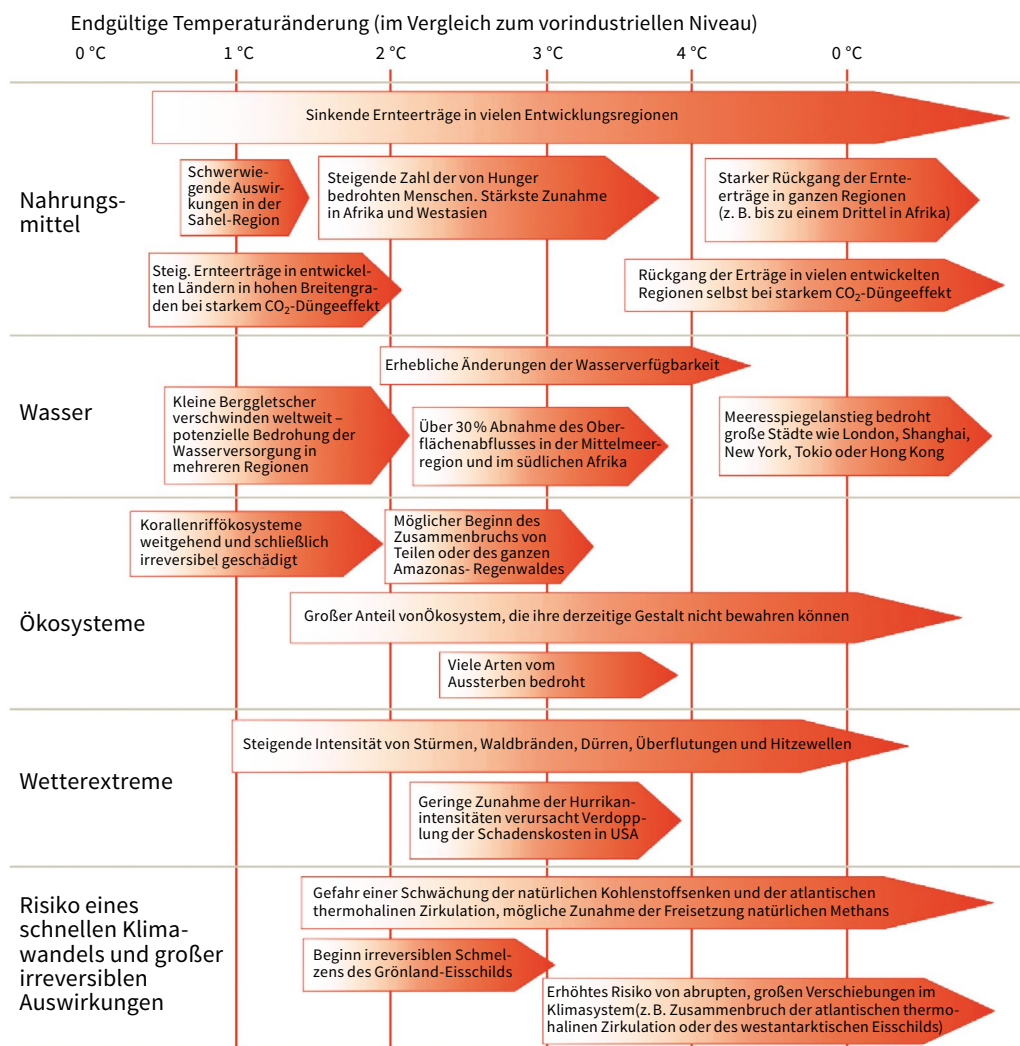 Endgültige Temperaturänderung (im Vergleich zum vorindustriellen Niveau)
0 °C 1 °C 2 °C 3 °C 4 °C 0 °C
Sinkende Ernteerträge in vielen Entwicklungsregionen
Nahrungs-
mittel
Schwerwie-
gende Auswir-
kungen in der
Sahel-Region
Steigende Zahl der von Hunger
bedrohten Menschen. Stärkste Zunahme
in Afrika und Westasien
Starker Rückgang der Ernte-
erträge in ganzen Regionen
(z. B. bis zu einem Drittel in Afrika)
Steig. Ernteerträge in entwickel-
ten Ländern in hohen Breitengra-
den bei starkem CO₂-Düngeeffekt
Rückgang der Erträge in vielen entwickelten
Regionen selbst bei starkem CO₂-Düngeeffekt
Wasser
Erhebliche Änderungen der Wasserverfügbarkeit
Kleine Berggletscher
verschwinden weltweit –
potenzielle Bedrohung der
Wasserversorgung in
mehreren Regionen
Über 30 % Abnahme des Ober-
flächenabflusses in der Mittelmeer-
region und im südlichen Afrika
Meeresspiegelanstieg bedroht
große Städte wie London, Shanghai,
New York, Tokio oder Hong Kong
Ökosysteme
Korallenriffökosysteme
weitgehend und schließlich
irreversibel geschädigt
Möglicher Beginn des
Zusammenbruchs von
Teilen oder des ganzen
Amazonas- Regenwaldes
Großer Anteil vonÖkosystem, die ihre derzeitige Gestalt nicht bewahren können
Viele Arten vom
Aussterben bedroht
Wetterextreme
Steigende Intensität von Stürmen, Waldbränden, Dürren, Überflutungen und Hitzewellen
Geringe Zunahme der Hurrikan-
intensitäten verursacht Verdopp-
lung der Schadenskosten in USA
Risiko eines
schnellen Klima-
wandels und großer
irreversiblen
Auswirkungen
Gefahr einer Schwächung der natürlichen Kohlenstoffsenken und der atlantischen
thermohalinen Zirkulation, mögliche Zunahme der Freisetzung natürlichen Methans
Beginn irreversiblen Schmel-
zens des Grönland-Eisschilds
Erhöhtes Risiko von abrupten, großen Verschiebungen im
Klimasystem(z. B. Zusammenbruch der atlantischen thermo-
halinen Zirkulation oder des westantarktischen Eisschilds)